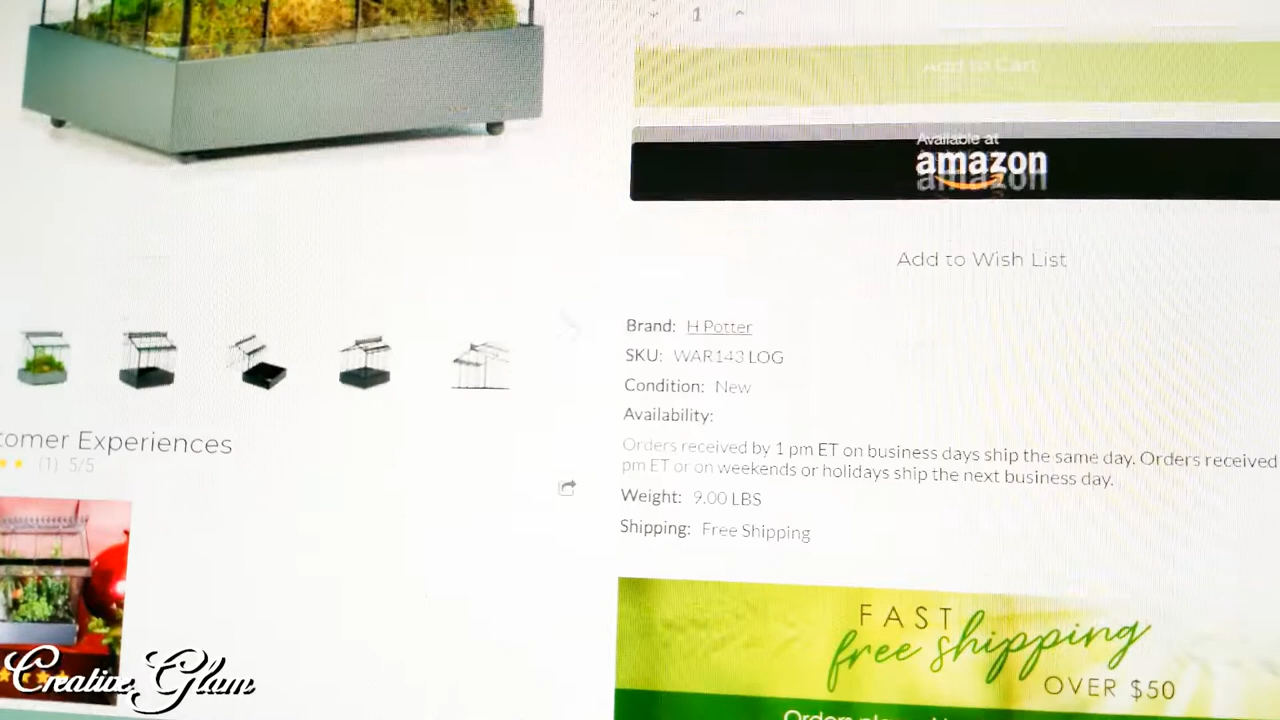 1
Add to Cart
Available at
amazon
Add to Wish List
Brand: H Potter
SKU: WAR143 LOG
Condition: New
Availability:
Orders received by 1 pm ET on business days ship the same day. Orders received
pm ET or on weekends or holidays ship the next business day.
Weight: 9.00 LBS
Shipping: Free Shipping
tomer Experiences
(1) 5/5
FAST
free shipping
OVER $50
Creative Glam